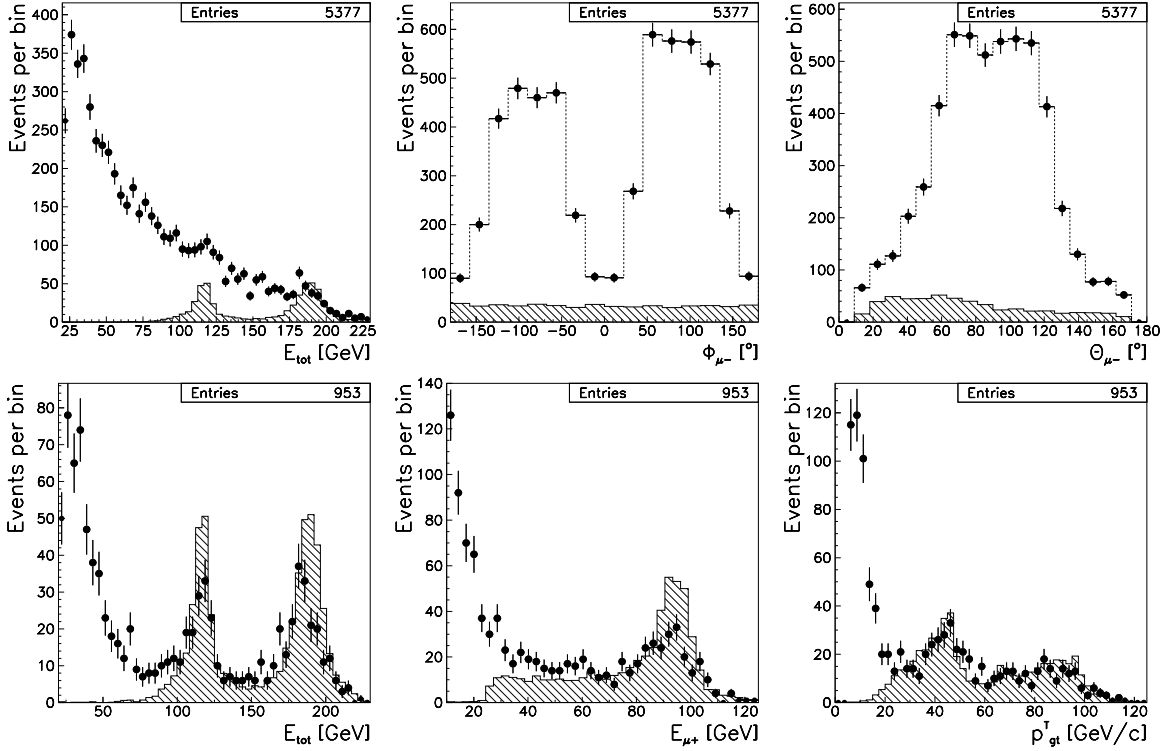 Entries 5377
Events per bin
400
350
300
250
200
150
100
50
0
25 50 75 100 125 150 175 200 225
E_tot [GeV]
Entries 5377
Events per bin
600
500
400
300
200
100
0
−150 −100 −50 0 50 100 150
Φ_μ− [°]
Entries 5377
Events per bin
600
500
400
300
200
100
0
0 20 40 60 80 100 120 140 160 180
Θ_μ− [°]
Entries 953
Events per bin
80
70
60
50
40
30
20
10
0
50 100 150 200
E_tot [GeV]
Entries 953
Events per bin
140
120
100
80
60
40
20
0
20 40 60 80 100 120
E_μ+ [GeV]
Entries 953
Events per bin
120
100
80
60
40
20
0
0 20 40 60 80 100 120
p^T_gt [GeV/c]